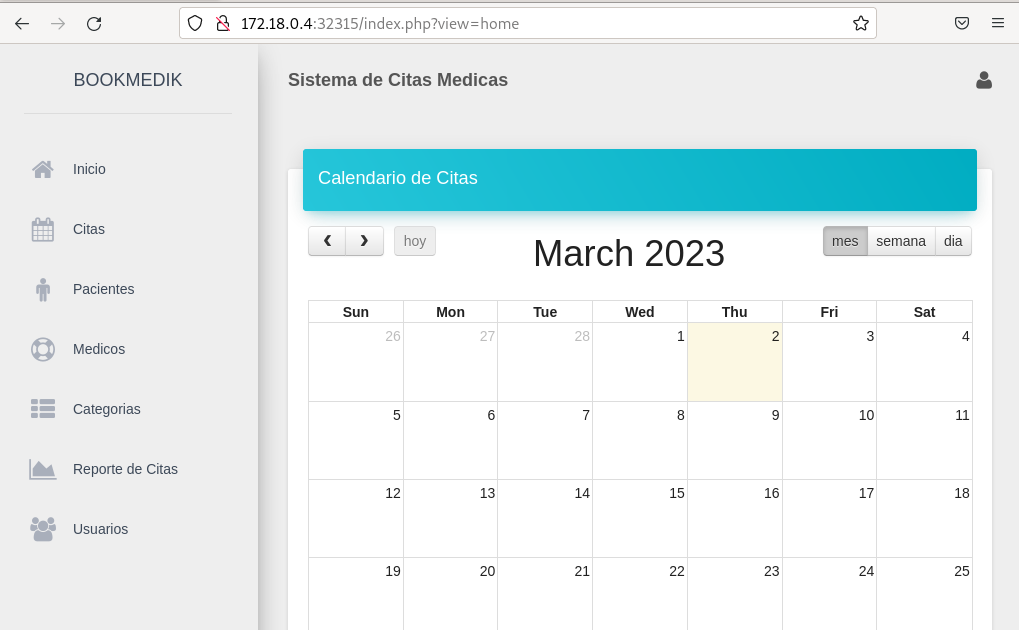 172.18.0.4:32315/index.php?view=home
BOOKMEDIK
Inicio
Citas
Pacientes
Medicos
Categorias
Reporte de Citas
Usuarios
Sistema de Citas Medicas
Calendario de Citas
hoy
March 2023
mes semana dia
Sun Mon Tue Wed Thu Fri Sat
26 27 28 1 2 3 4
5 6 7 8 9 10 11
12 13 14 15 16 17 18
19 20 21 22 23 24 25